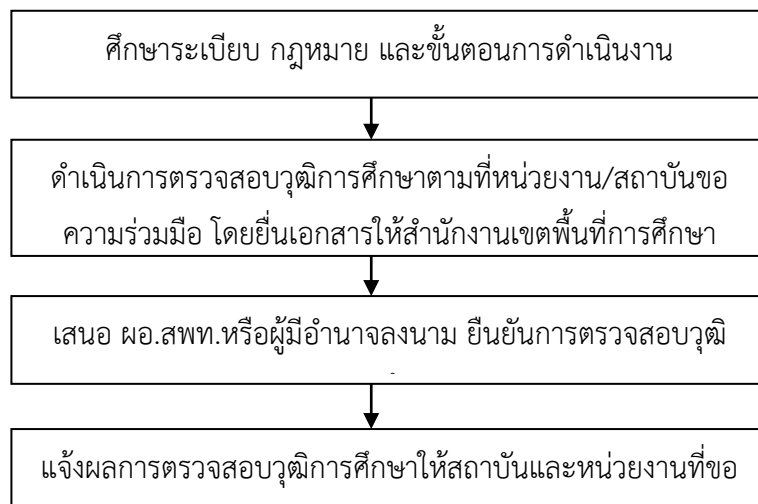 ศึกษาระเบียบ กฎหมาย และขั้นตอนการดำเนินงาน
ดำเนินการตรวจสอบวุฒิการศึกษาตามที่หน่วยงาน/สถาบันขอ
ความร่วมมือ โดยยื่นเอกสารให้สำนักงานเขตพื้นที่การศึกษา
เสนอ ผอ.สพท.หรือผู้มีอำนาจลงนาม ยืนยันการตรวจสอบวุฒิ
แจ้งผลการตรวจสอบวุฒิการศึกษาให้สถาบันและหน่วยงานที่ขอ